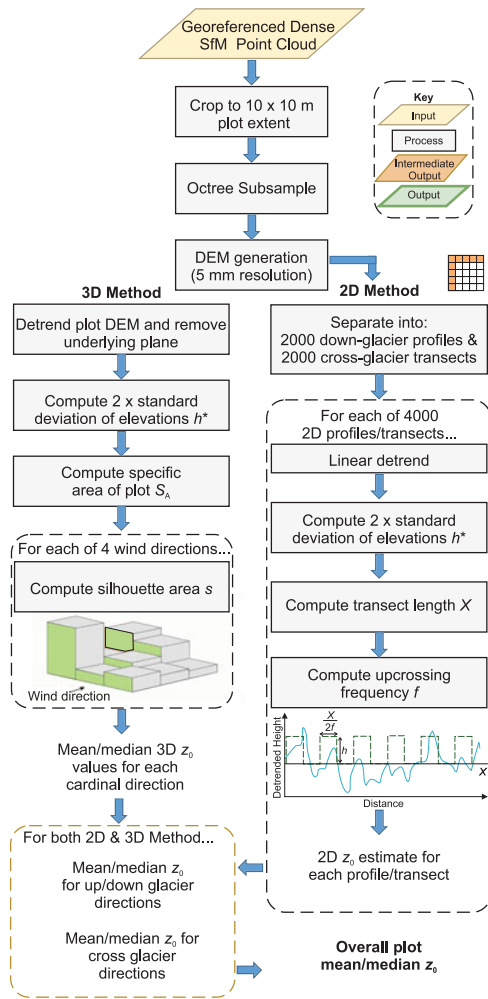 Georeferenced Dense
SfM Point Cloud
Crop to 10 x 10 m
plot extent
Octree Subsample
DEM generation
(5 mm resolution)
Key
Input
Process
Intermediate
Output
Output
3D Method
Detrend plot DEM and remove
underlying plane
Compute 2 x standard
deviation of elevations h*
Compute specific
area of plot S_A
For each of 4 wind directions...
Compute silhouette area s
Wind direction
Mean/median 3D z₀
values for each
cardinal direction
2D Method
Separate into:
2000 down-glacier profiles &
2000 cross-glacier transects
For each of 4000
2D profiles/transects...
Linear detrend
Compute 2 x standard
deviation of elevations h*
Compute transect length X
Compute upcrossing
frequency f
Detrended Height
X
2f
h
X
Distance
2D z₀ estimate for
each profile/transect
For both 2D & 3D Method...
Mean/median z₀
for up/down glacier
directions
Mean/median z₀ for
cross glacier
directions
Overall plot
mean/median z₀